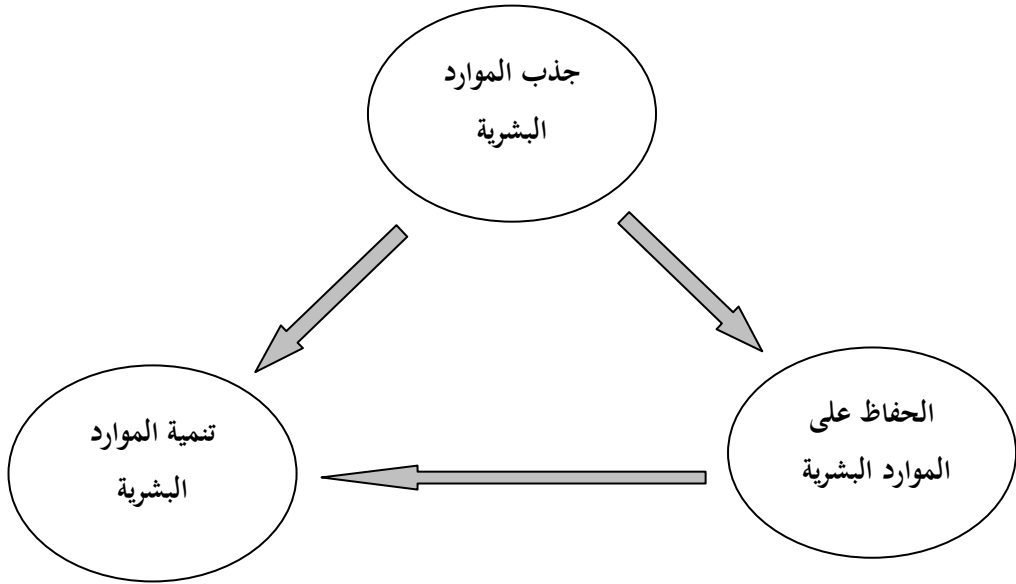 جذب الموارد
البشرية
الحفاظ على
الموارد البشرية
تنمية الموارد
البشرية